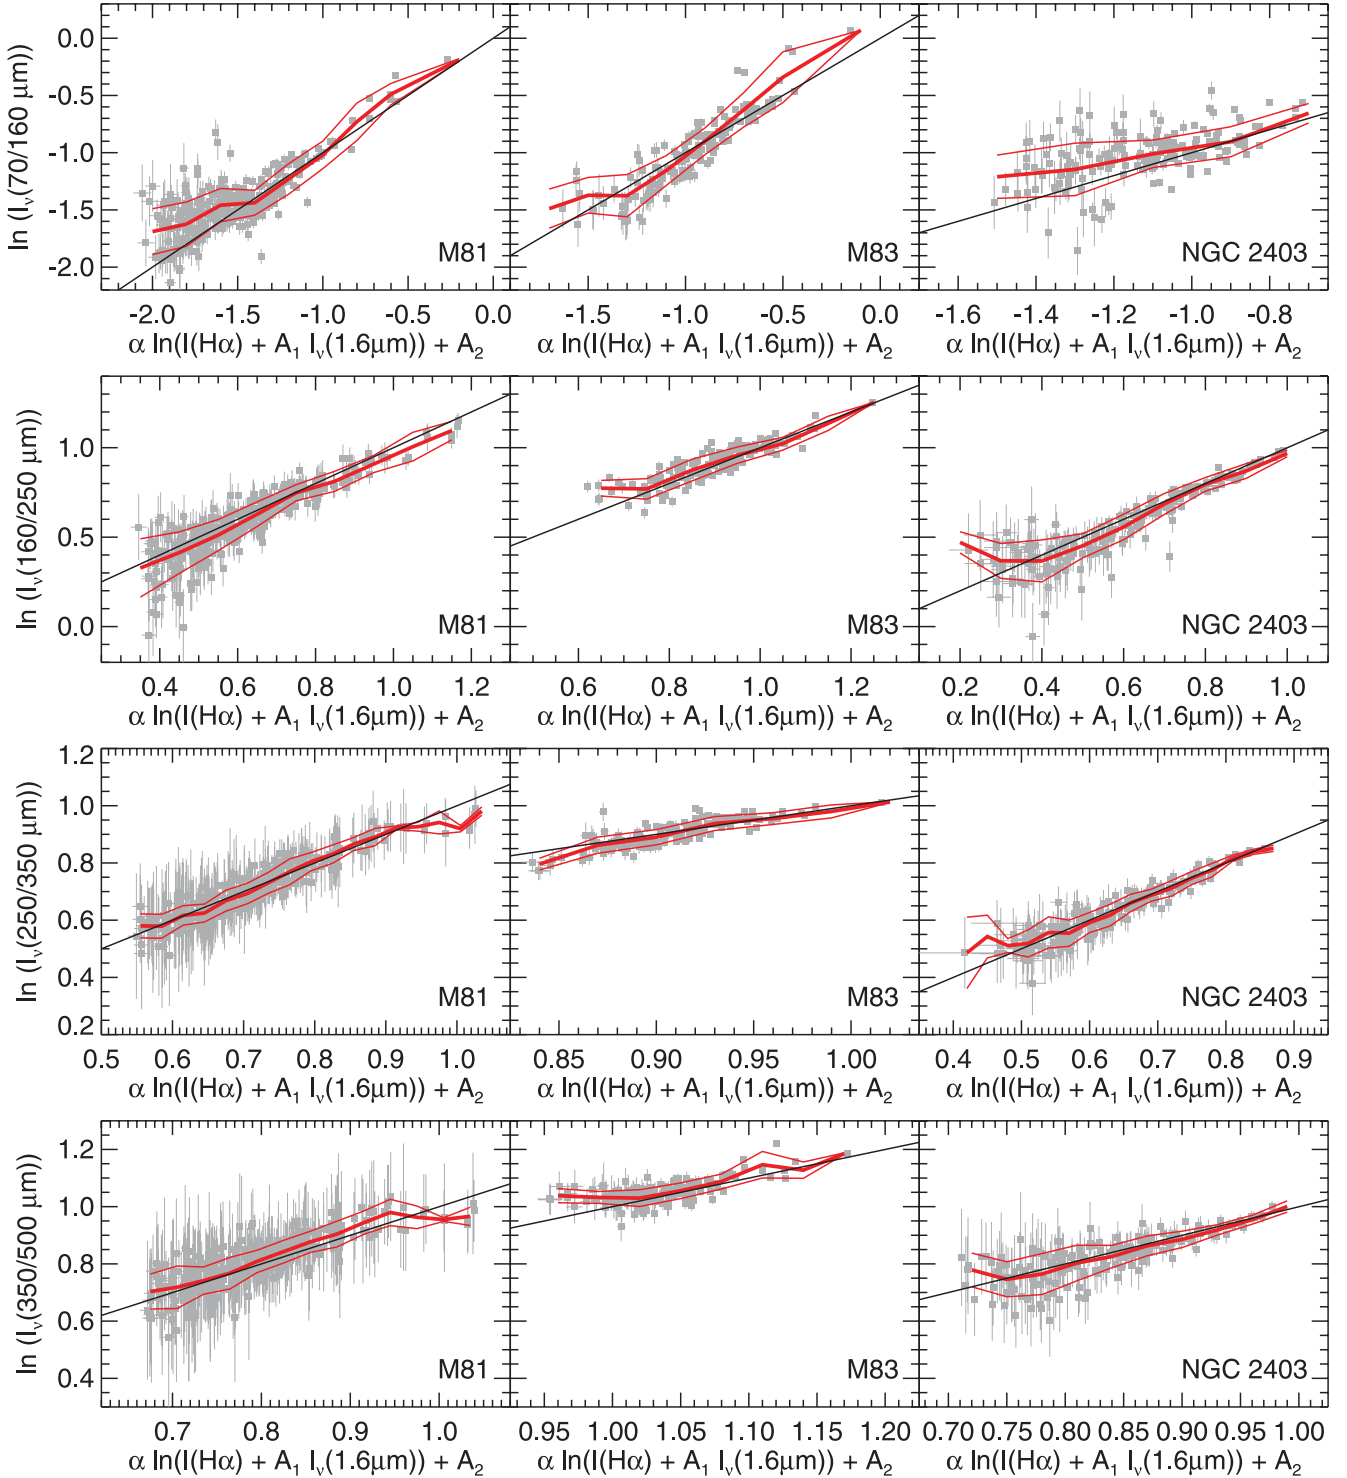 ln (Iν(70/160 μm))
0.0
-0.5
-1.0
-1.5
-2.0
M81
M83
NGC 2403
-2.0 -1.5 -1.0 -0.5 0.0
-1.5 -1.0 -0.5 0.0
-1.6 -1.4 -1.2 -1.0 -0.8
α ln(I(Hα) + A1 Iν(1.6μm)) + A2
α ln(I(Hα) + A1 Iν(1.6μm)) + A2
α ln(I(Hα) + A1 Iν(1.6μm)) + A2
ln (Iν(160/250 μm))
1.0
0.5
0.0
M81
M83
NGC 2403
0.4 0.6 0.8 1.0 1.2
0.6 0.8 1.0 1.2
0.2 0.4 0.6 0.8 1.0
α ln(I(Hα) + A1 Iν(1.6μm)) + A2
α ln(I(Hα) + A1 Iν(1.6μm)) + A2
α ln(I(Hα) + A1 Iν(1.6μm)) + A2
ln (Iν(250/350 μm))
1.2
1.0
0.8
0.6
0.4
0.2
M81
M83
NGC 2403
0.5 0.6 0.7 0.8 0.9 1.0
0.85 0.90 0.95 1.00
0.4 0.5 0.6 0.7 0.8 0.9
α ln(I(Hα) + A1 Iν(1.6μm)) + A2
α ln(I(Hα) + A1 Iν(1.6μm)) + A2
α ln(I(Hα) + A1 Iν(1.6μm)) + A2
ln (Iν(350/500 μm))
1.2
1.0
0.8
0.6
0.4
M81
M83
NGC 2403
0.7 0.8 0.9 1.0
0.95 1.00 1.05 1.10 1.15 1.20
0.70 0.75 0.80 0.85 0.90 0.95 1.00
α ln(I(Hα) + A1 Iν(1.6μm)) + A2
α ln(I(Hα) + A1 Iν(1.6μm)) + A2
α ln(I(Hα) + A1 Iν(1.6μm)) + A2